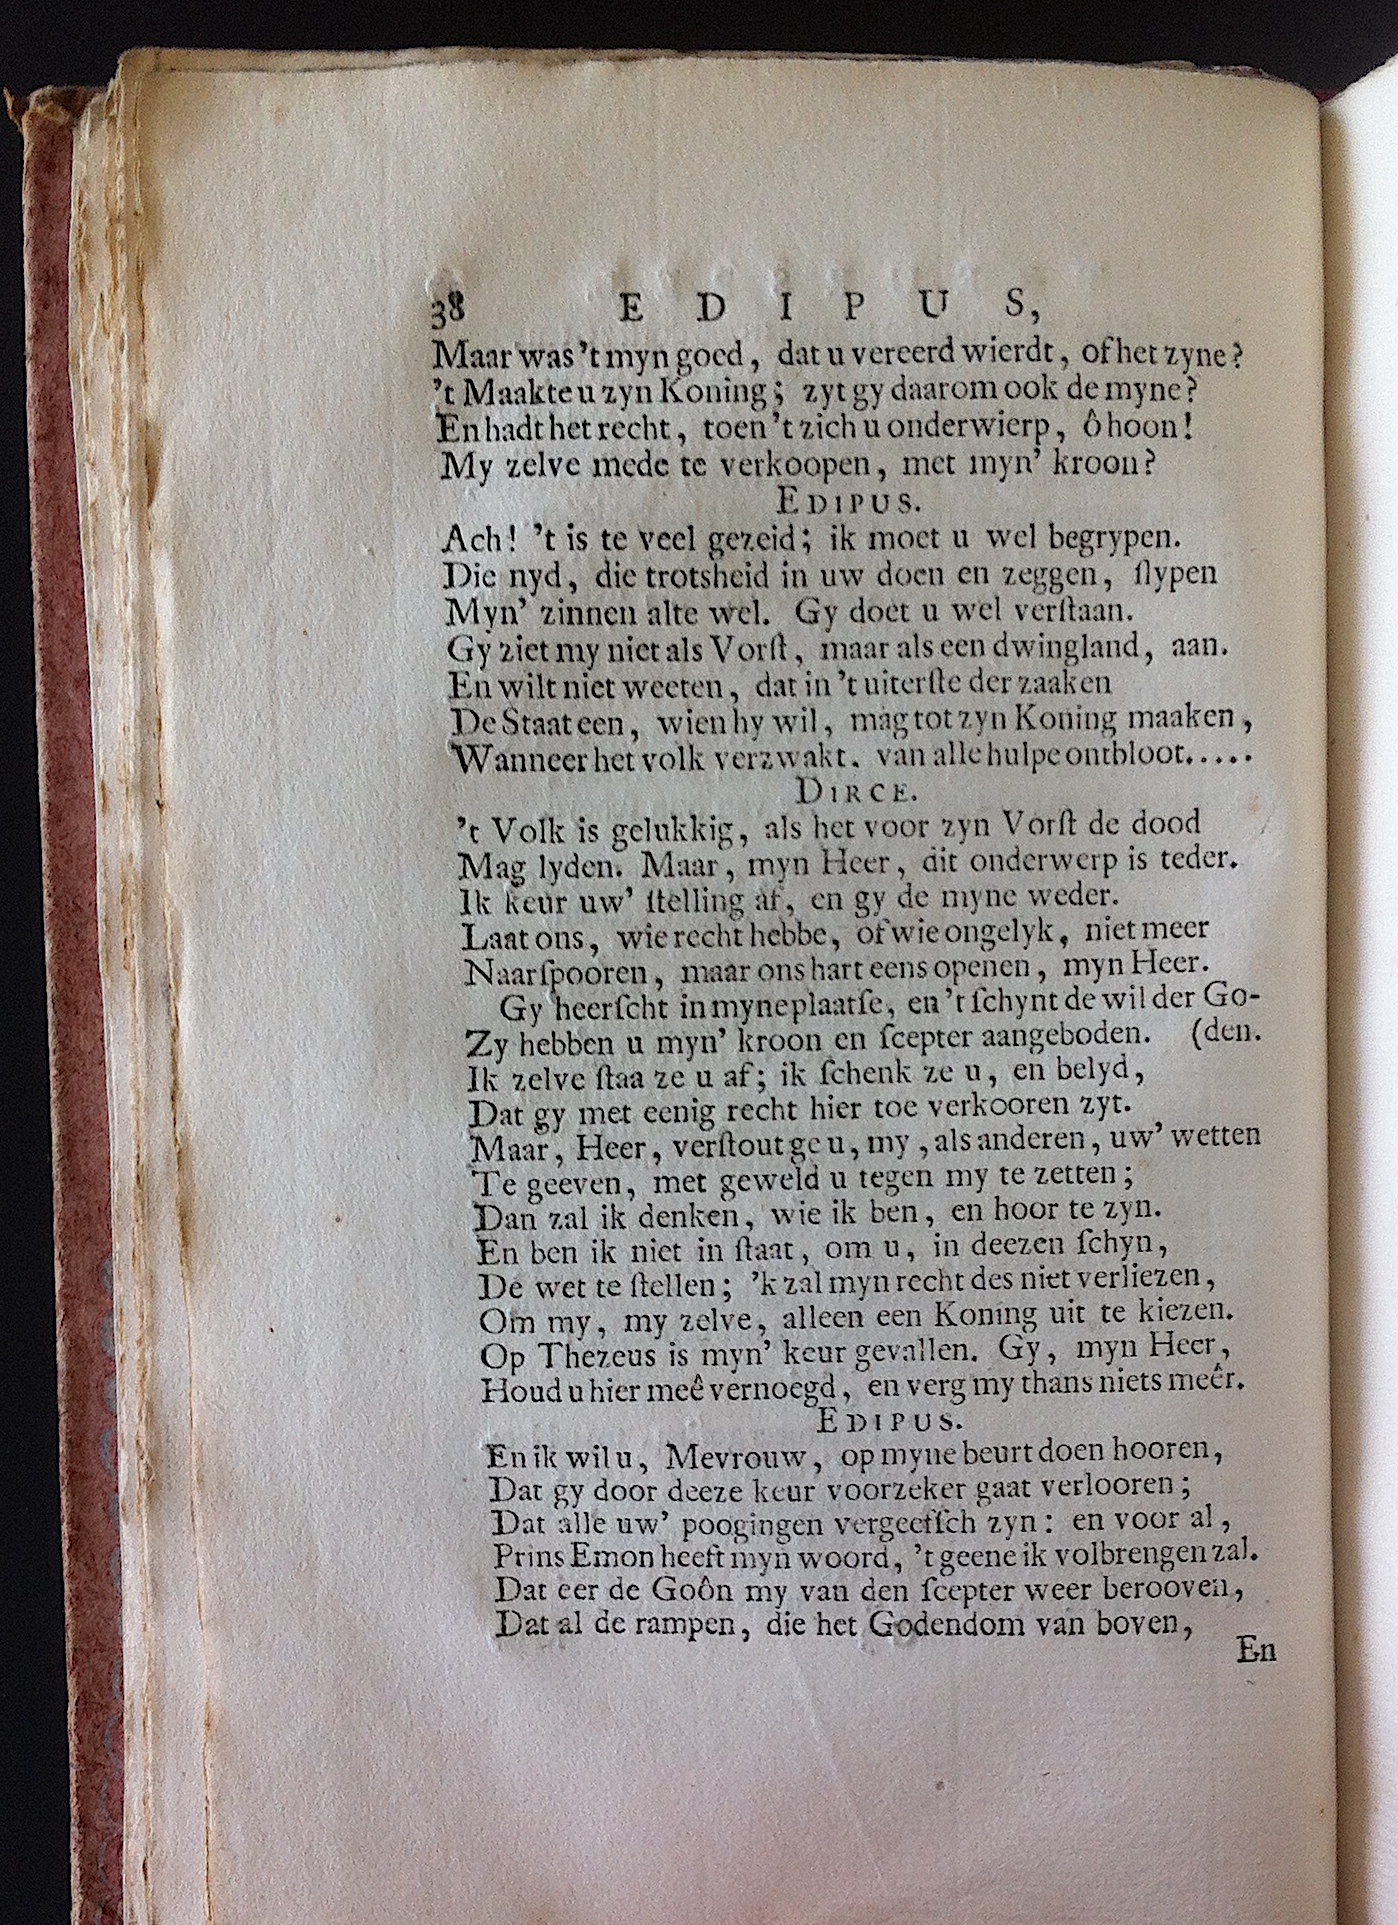 38 E D I P U S,
Maar was 't myn goed, dat u vereerd wierdt, of het zyne?
't Maakte u zyn Koning; zyt gy daarom ook de myne?
En hadt het recht, toen 't zich u onderwierp, ô hoon!
My zelve mede te verkoopen, met myn' kroon?
EDIPUS.
Ach! 't is te veel gezeid; ik moet u wel begrypen.
Die nyd, die trotsheid in uw doen en zeggen, ſlypen
Myn' zinnen alte wel. Gy doet u wel verſtaan.
Gy ziet my niet als Vorſt, maar als een dwingland, aan.
En wilt niet weeten, dat in 't uiterſte der zaaken
De Staat een, wien hy wil, mag tot zyn Koning maaken,
Wanneer het volk verzwakt. van alle hulpe ontbloot.....
DIRCE.
't Volk is gelukkig, als het voor zyn Vorſt de dood
Mag lyden. Maar, myn Heer, dit onderwerp is teder.
Ik keur uw' ſtelling af, en gy de myne weder.
Laat ons, wie recht hebbe, of wie ongelyk, niet meer
Naarſpooren, maar ons hart eens openen, myn Heer.
Gy heerſcht in myne plaatſe, en 't ſchynt de wil der Go-
Zy hebben u myn' kroon en ſcepter aangeboden. (den.
Ik zelve ſtaa ze u af; ik ſchenk ze u, en belyd,
Dat gy met eenig recht hier toe verkooren zyt.
Maar, Heer, verſtout ge u, my, als anderen, uw' wetten
Te geeven, met geweld u tegen my te zetten;
Dan zal ik denken, wie ik ben, en hoor te zyn.
En ben ik niet in ſtaat, om u, in deezen ſchyn,
De wet te ſtellen; 'k zal myn recht des niet verliezen,
Om my, my zelve, alleen een Koning uit te kiezen.
Op Thezeus is myn' keur gevallen. Gy, myn Heer,
Houd u hier meê vernoegd, en verg my thans niets meêr.
EDIPUS.
En ik wil u, Mevrouw, op myne beurt doen hooren,
Dat gy door deeze keur voorzeker gaat verlooren;
Dat alle uw' poogingen vergeefſch zyn: en voor al,
Prins Emon heeft myn woord, 't geene ik volbrengen zal.
Dat eer de Goôn my van den ſcepter weer berooven,
Dat al de rampen, die het Godendom van boven,
En